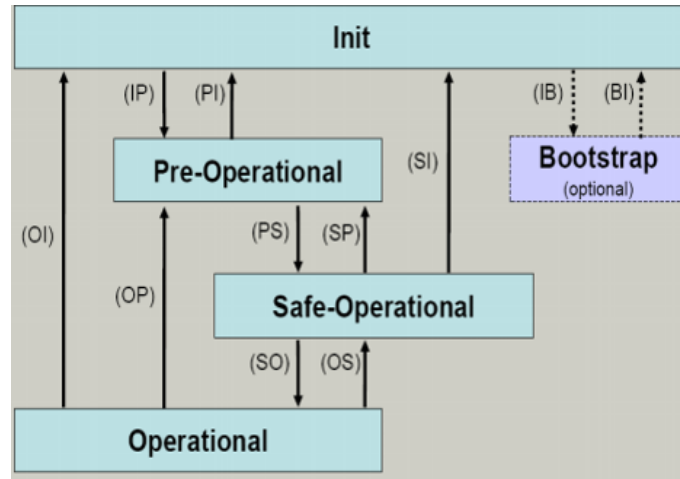 Init
(IP)
(PI)
(IB)
(BI)
Pre-Operational
(SI)
Bootstrap
(optional)
(OI)
(PS)
(SP)
(OP)
Safe-Operational
(SO)
(OS)
Operational